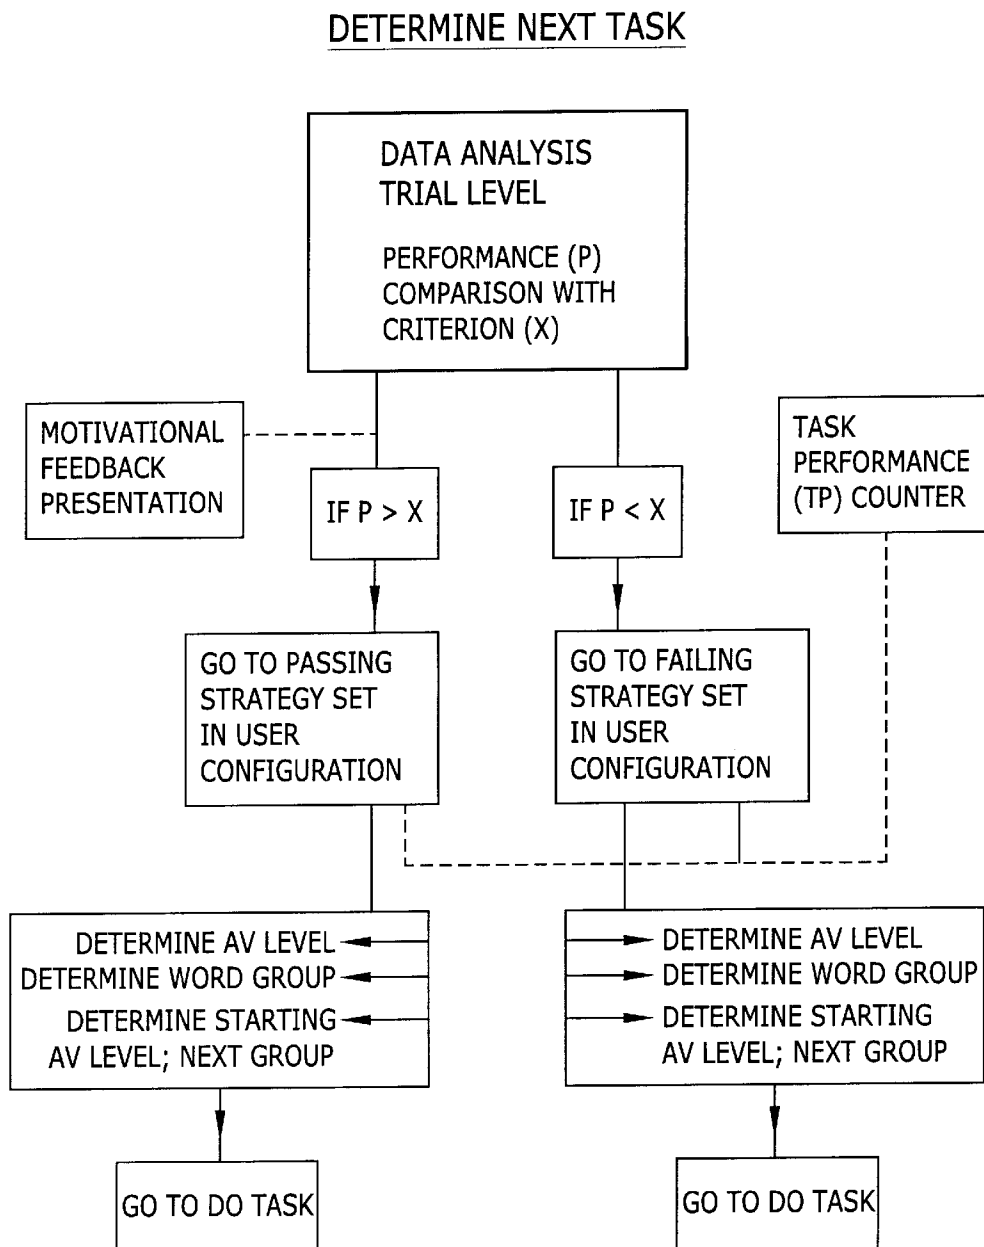 DETERMINE NEXT TASK
DATA ANALYSIS
TRIAL LEVEL
PERFORMANCE (P)
COMPARISON WITH
CRITERION (X)
MOTIVATIONAL
FEEDBACK
PRESENTATION
IF P > X
IF P < X
TASK
PERFORMANCE
(TP) COUNTER
GO TO PASSING
STRATEGY SET
IN USER
CONFIGURATION
GO TO FAILING
STRATEGY SET
IN USER
CONFIGURATION
DETERMINE AV LEVEL
DETERMINE WORD GROUP
DETERMINE STARTING
AV LEVEL; NEXT GROUP
DETERMINE AV LEVEL
DETERMINE WORD GROUP
DETERMINE STARTING
AV LEVEL; NEXT GROUP
GO TO DO TASK
GO TO DO TASK